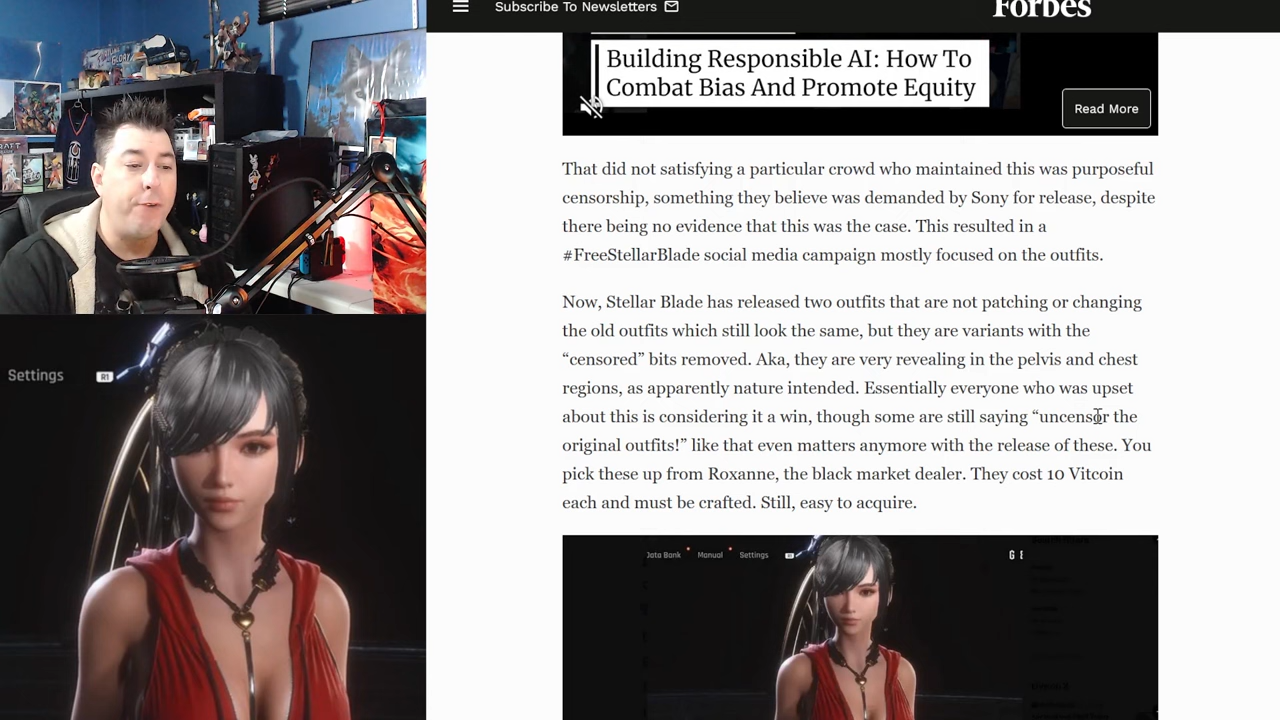 Subscribe To Newsletters
Forbes
Building Responsible AI: How To
Combat Bias And Promote Equity
Read More
That did not satisfying a particular crowd who maintained this was purposeful
censorship, something they believe was demanded by Sony for release, despite
there being no evidence that this was the case. This resulted in a
#FreeStellarBlade social media campaign mostly focused on the outfits.
Now, Stellar Blade has released two outfits that are not patching or changing
the old outfits which still look the same, but they are variants with the
“censored” bits removed. Aka, they are very revealing in the pelvis and chest
regions, as apparently nature intended. Essentially everyone who was upset
about this is considering it a win, though some are still saying “uncensor the
original outfits!” like that even matters anymore with the release of these. You
pick these up from Roxanne, the black market dealer. They cost 10 Vitcoin
each and must be crafted. Still, easy to acquire.
Settings
R1
Data Bank
Manual
Settings